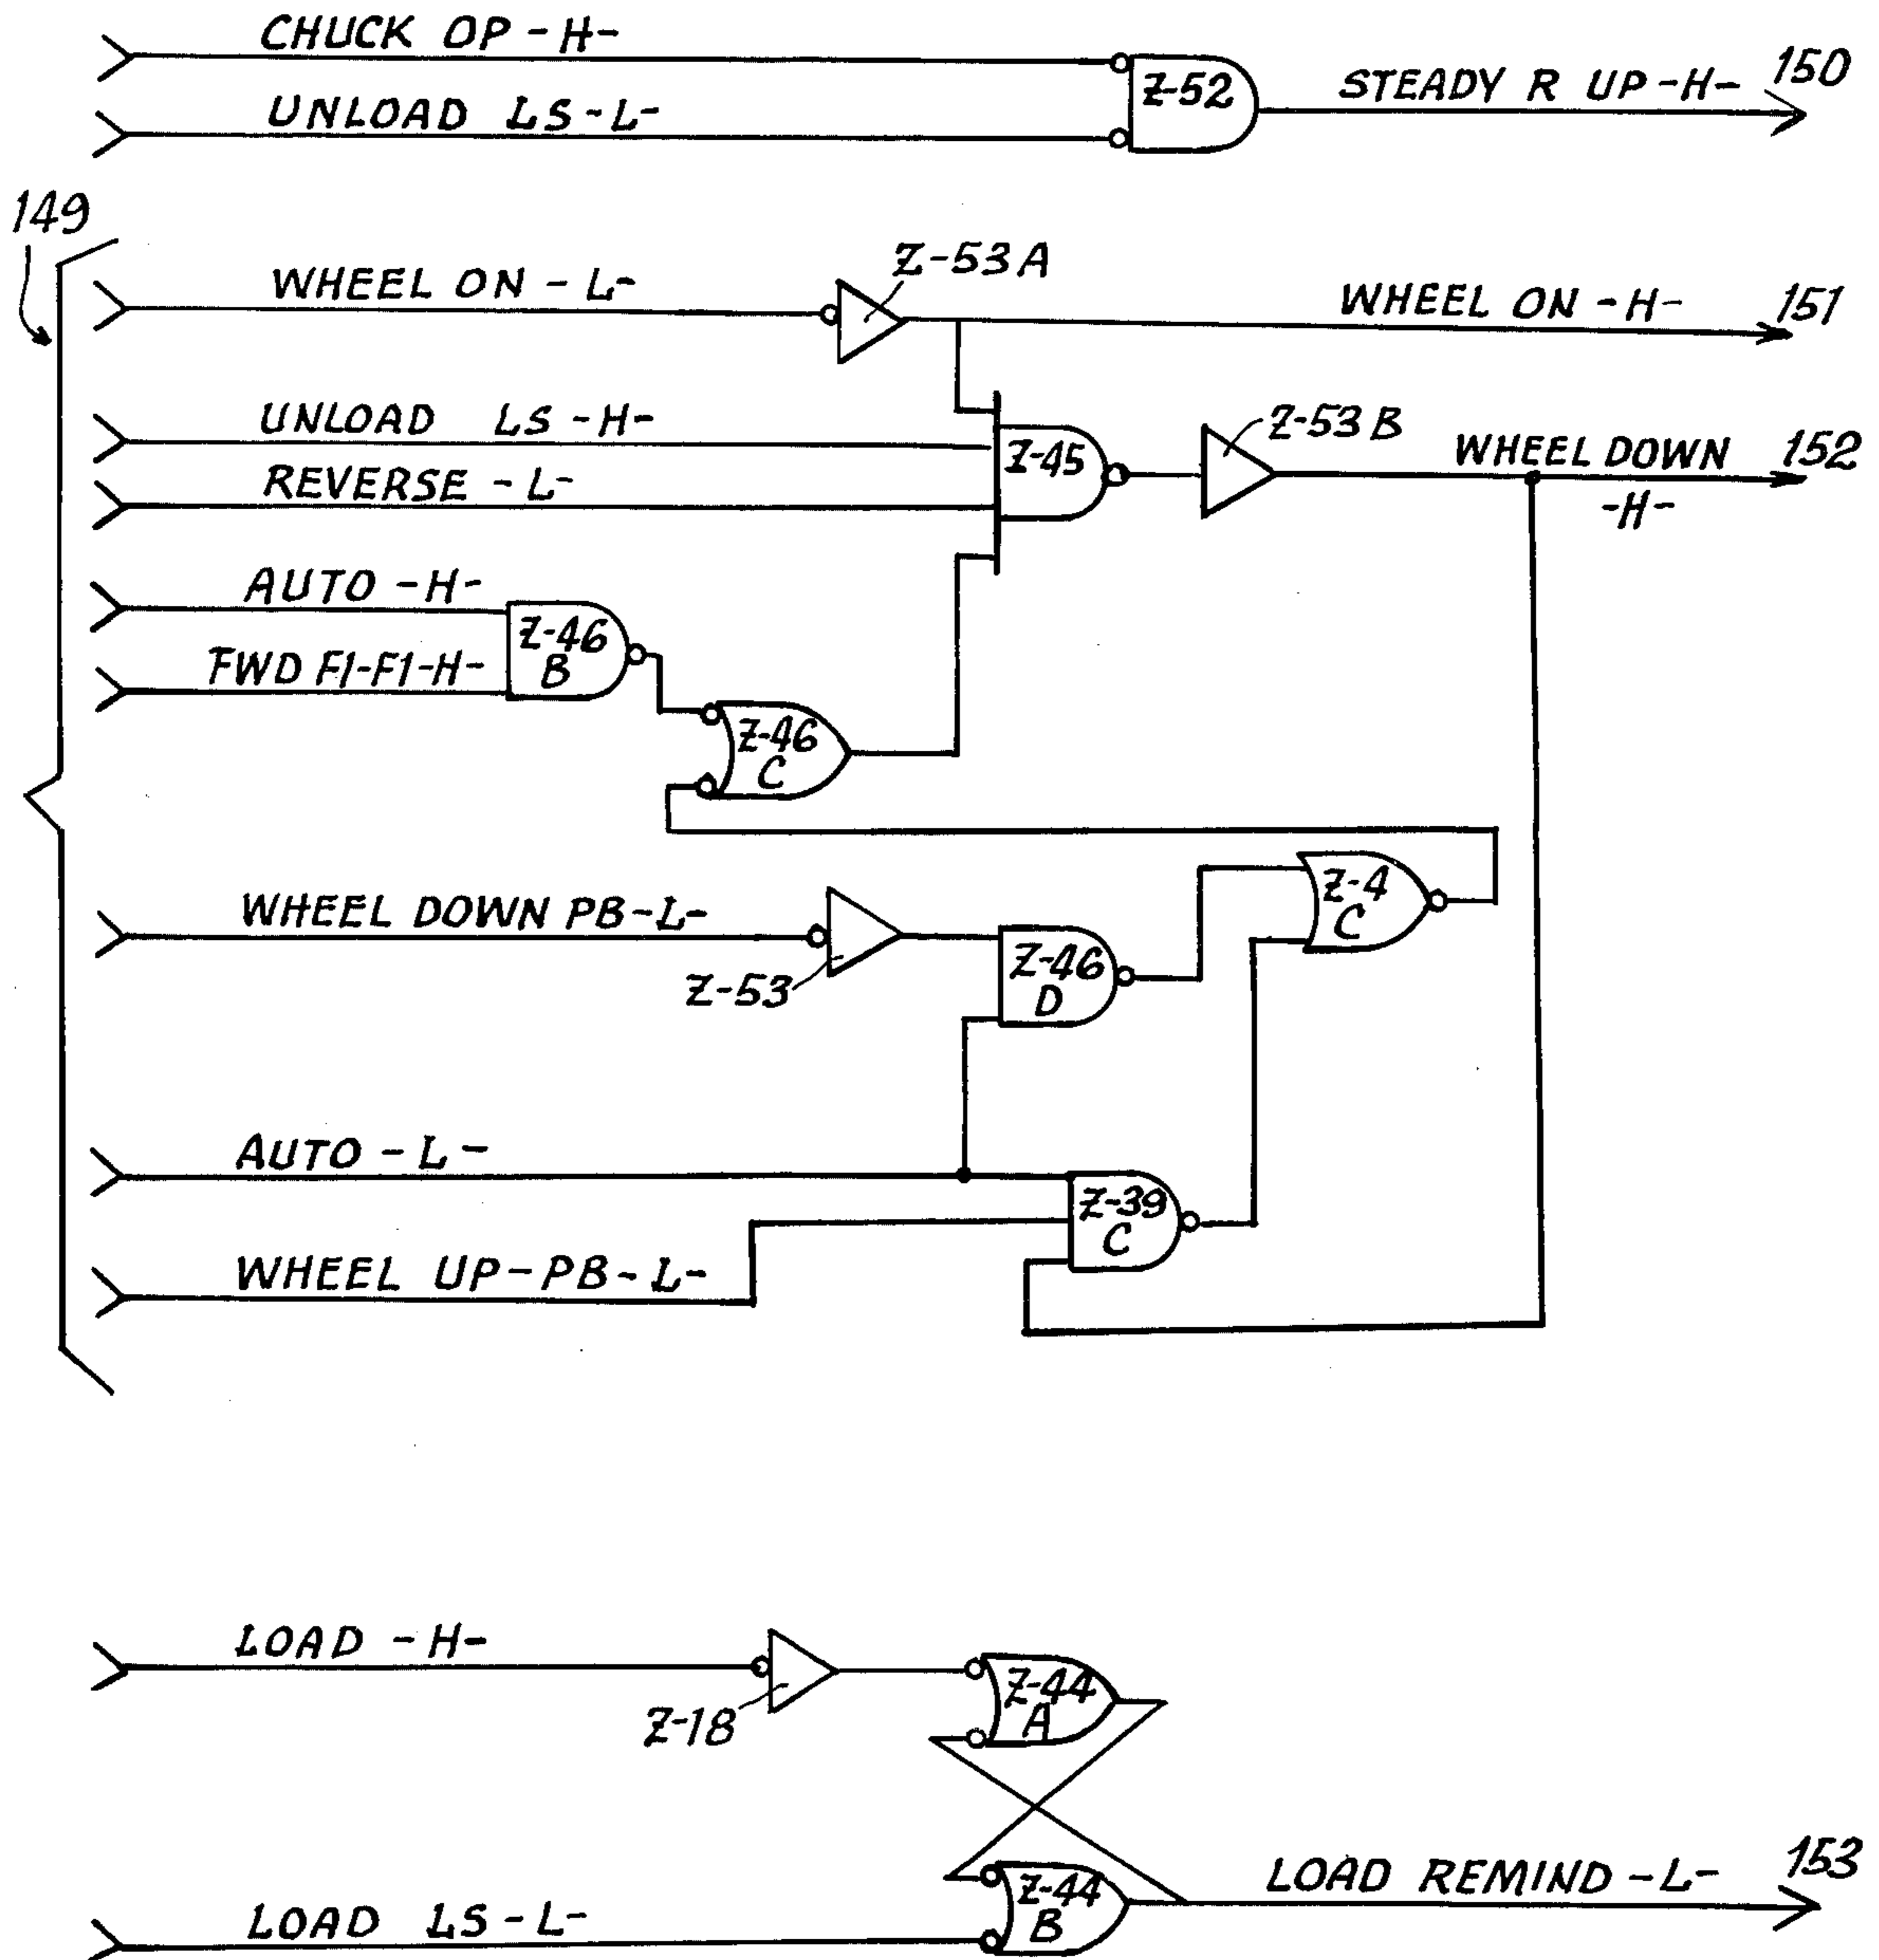 CHUCK OP -H-
UNLOAD LS-L-
Z-52
STEADY R UP -H-
150
149
WHEEL ON -L-
Z-53A
WHEEL ON -H-
151
UNLOAD LS -H-
REVERSE -L-
Z-45
Z-53B
WHEEL DOWN
-H-
152
AUTO -H-
FWD F1-F1-H-
Z-46
B
Z-46
C
WHEEL DOWN PB-L-
Z-53
Z-46
D
Z-4
C
AUTO -L-
WHEEL UP-PB-L-
Z-39
C
LOAD -H-
Z-18
Z-44
A
LOAD LS-L-
Z-44
B
LOAD REMIND -L-
153